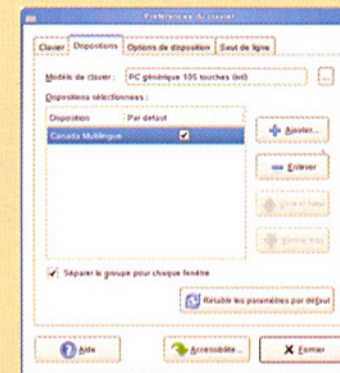 Préférences du clavier
Clavier
Dispositions
Options de disposition
Saut de ligne
Modèle de clavier :
PC générique 105 touches (intl)
...
Dispositions sélectionnées :
Disposition
Par défaut
Canada Multilingue
Ajouter...
Enlever
Séparer le groupe pour chaque fenêtre
Rétablir les paramètres par défaut
Aide
Accessibilité ...
Fermer